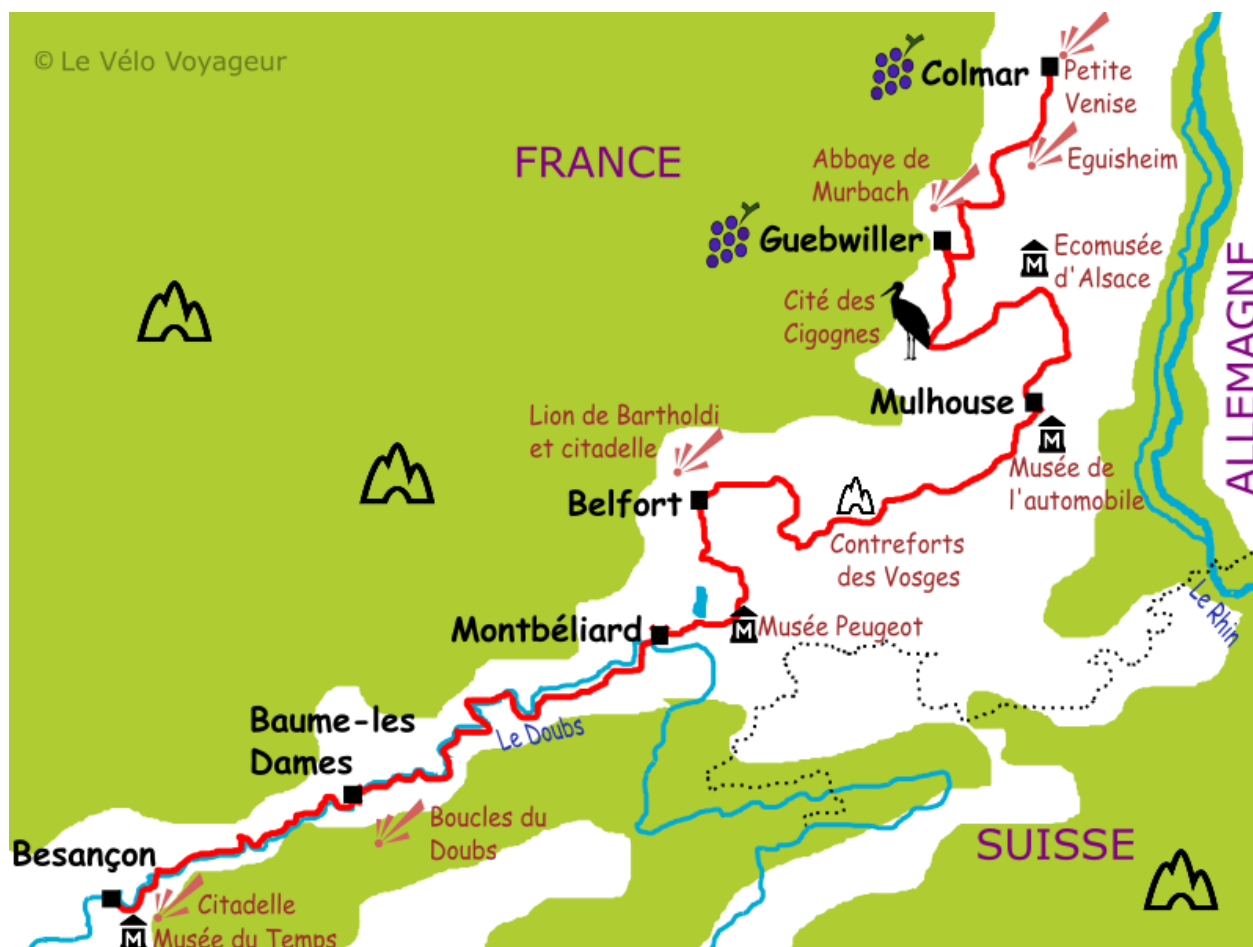 © Le Vélo Voyageur
Colmar
Petite
Venise
FRANCE
Abbaye de
Murbach
Eguisheim
Guebwiller
Ecomusée
d'Alsace
M
Cité des
Cigognes
ALLEMAGNE
Mulhouse
Lion de Bartholdi
et citadelle
M
Musée de
l'automobile
Belfort
Contreforts
des Vosges
Le Rhin
Montbéliard
M
Musée Peugeot
Baume-les
Dames
Le Doubs
Boucles du
Doubs
SUISSE
Besançon
Citadelle
M
Musée du Temps